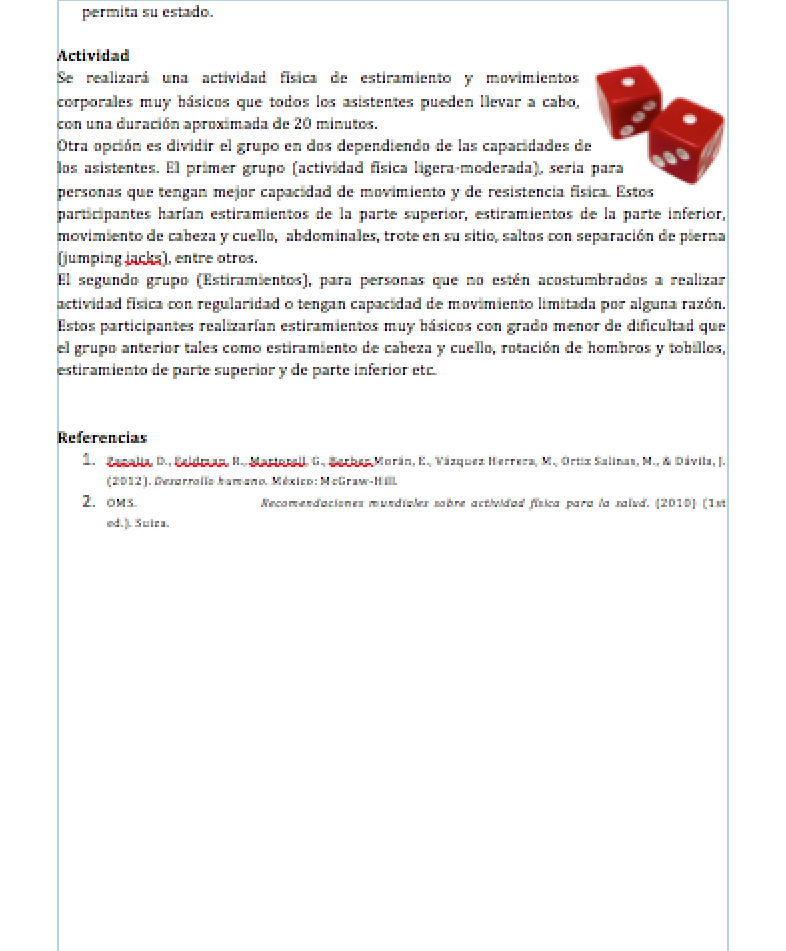 permita su estado.
Actividad
Se realizará una actividad física de estiramiento y movimientos
corporales muy básicos que todos los asistentes pueden llevar a cabo,
con una duración aproximada de 20 minutos.
Otra opción es dividir el grupo en dos dependiendo de las capacidades de
los asistentes. El primer grupo (actividad física ligera-moderada), seria para
personas que tengan mejor capacidad de movimiento y de resistencia física. Estos
participantes harían estiramientos de la parte superior, estiramientos de la parte inferior,
movimiento de cabeza y cuello, abdominales, trote en su sitio, saltos con separación de pierna
(jumping jacks), entre otros.
El segundo grupo (Estiramientos), para personas que no estén acostumbrados a realizar
actividad física con regularidad o tengan capacidad de movimiento limitada por alguna razón.
Estos participantes realizarían estiramientos muy básicos con grado menor de dificultad que
el grupo anterior tales como estiramiento de cabeza y cuello, rotación de hombros y tobillos,
estiramiento de parte superior y de parte inferior etc.
Referencias
1. Papalia, D., Feldman, R., Martorell, G., Berber Morán, E., Vázquez Herrera, M., Ortiz Salinas, M., & Dávila, J.
(2012). Desarrollo humano. México: McGraw-Hill.
2. OMS. Recomendaciones mundiales sobre actividad física para la salud. (2010) (1st
ed.). Suiza.